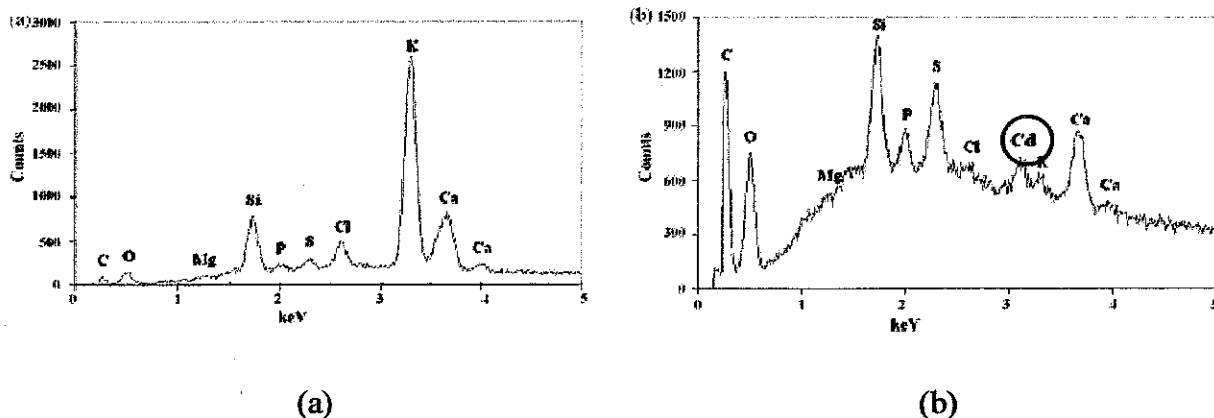 (a)
3000
2500
2000
1500
1000
500
0
Counts
C
O
Mg
Si
P
S
Cl
K
Ca
Ca
0 1 2 3 4 5
keV
(b)
1500
1200
900
600
300
0
Counts
C
O
Mg
Si
P
S
Cl
Cd
K
Ca
Ca
0 1 2 3 4 5
keV
(a)
(b)